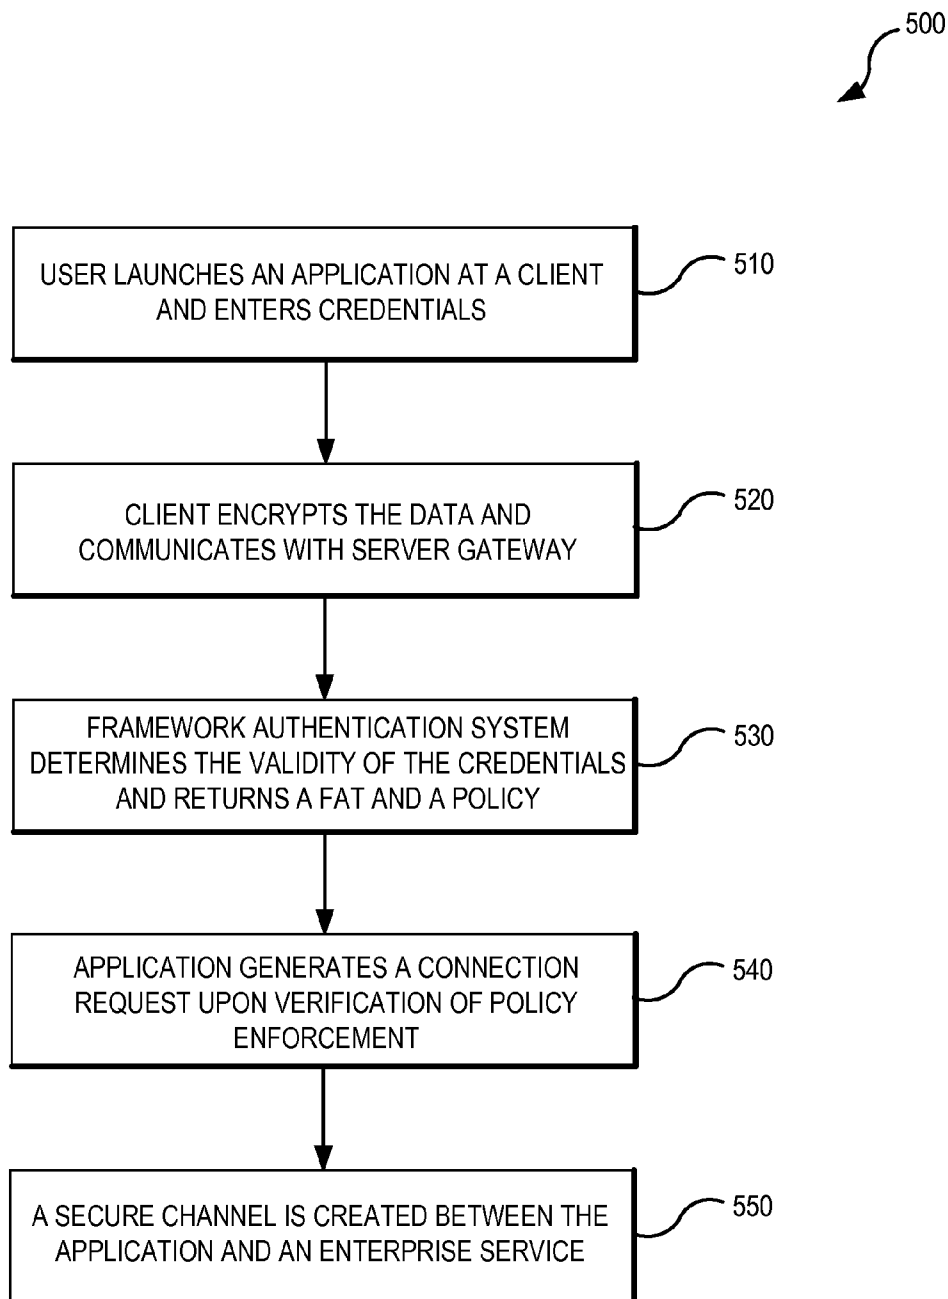 500
USER LAUNCHES AN APPLICATION AT A CLIENT
AND ENTERS CREDENTIALS
510
CLIENT ENCRYPTS THE DATA AND
COMMUNICATES WITH SERVER GATEWAY
520
FRAMEWORK AUTHENTICATION SYSTEM
DETERMINES THE VALIDITY OF THE CREDENTIALS
AND RETURNS A FAT AND A POLICY
530
APPLICATION GENERATES A CONNECTION
REQUEST UPON VERIFICATION OF POLICY
ENFORCEMENT
540
A SECURE CHANNEL IS CREATED BETWEEN THE
APPLICATION AND AN ENTERPRISE SERVICE
550